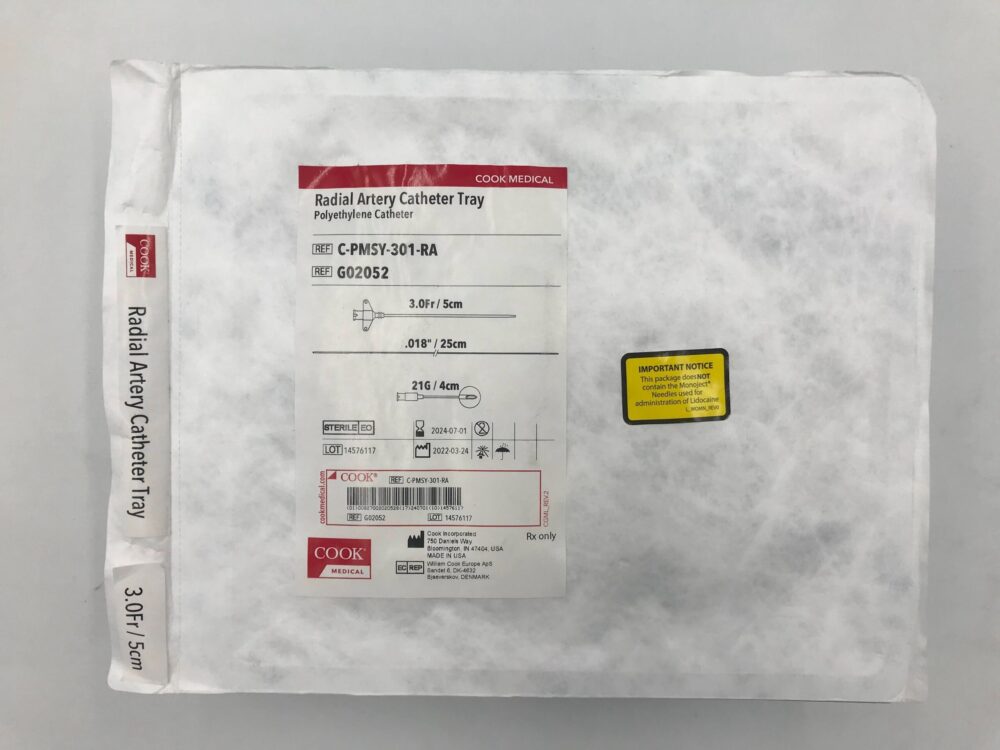 COOK MEDICAL
Radial Artery Catheter Tray
Polyethylene Catheter
REF C-PMSY-301-RA
REF G02052
3.0Fr / 5cm
.018" / 25cm
21G / 4cm
STERILE EO
2024-07-01
LOT 14576117
2022-03-24
cookmedical.com
COOK®
REF C-PMSY-301-RA
REF G02052
LOT 14576117
COOK®
MEDICAL
Cook Incorporated
750 Daniels Way
Bloomington, IN 47404, USA
MADE IN USA
EC REP
William Cook Europe ApS
Sandet 6, DK-4632
Bjaeverskov, DENMARK
Rx only
IMPORTANT NOTICE
This package does NOT
contain the Monoject®
Needles used for
administration of Lidocaine
L_MOMN_REV0
COOK
MEDICAL
Radial Artery Catheter Tray
3.0Fr / 5cm